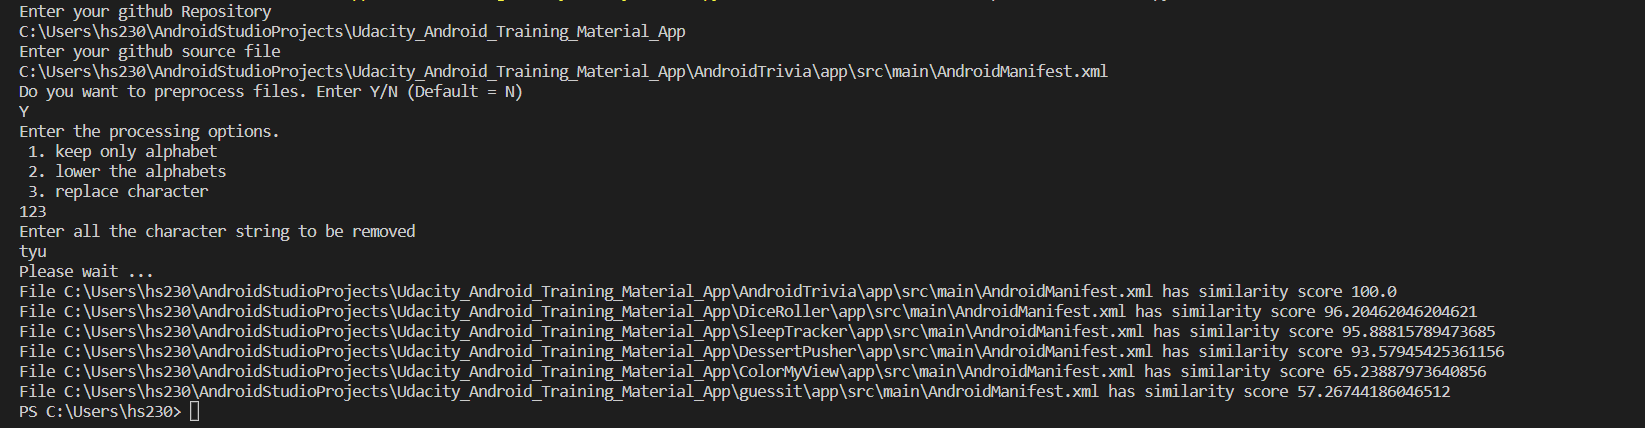 Enter your github Repository
C:\Users\hs230\AndroidStudioProjects\Udacity_Android_Training_Material_App
Enter your github source file
C:\Users\hs230\AndroidStudioProjects\Udacity_Android_Training_Material_App\AndroidTrivia\app\src\main\AndroidManifest.xml
Do you want to preprocess files. Enter Y/N (Default = N)
Y
Enter the processing options.
1. keep only alphabet
2. lower the alphabets
3. replace character
123
Enter all the character string to be removed
tyu
Please wait ...
File C:\Users\hs230\AndroidStudioProjects\Udacity_Android_Training_Material_App\AndroidTrivia\app\src\main\AndroidManifest.xml has similarity score 100.0
File C:\Users\hs230\AndroidStudioProjects\Udacity_Android_Training_Material_App\DiceRoller\app\src\main\AndroidManifest.xml has similarity score 96.20462046204621
File C:\Users\hs230\AndroidStudioProjects\Udacity_Android_Training_Material_App\SleepTracker\app\src\main\AndroidManifest.xml has similarity score 95.88815789473685
File C:\Users\hs230\AndroidStudioProjects\Udacity_Android_Training_Material_App\DessertPusher\app\src\main\AndroidManifest.xml has similarity score 93.57945425361156
File C:\Users\hs230\AndroidStudioProjects\Udacity_Android_Training_Material_App\ColorMyView\app\src\main\AndroidManifest.xml has similarity score 65.23887973640856
File C:\Users\hs230\AndroidStudioProjects\Udacity_Android_Training_Material_App\guessit\app\src\main\AndroidManifest.xml has similarity score 57.26744186046512
PS C:\Users\hs230>